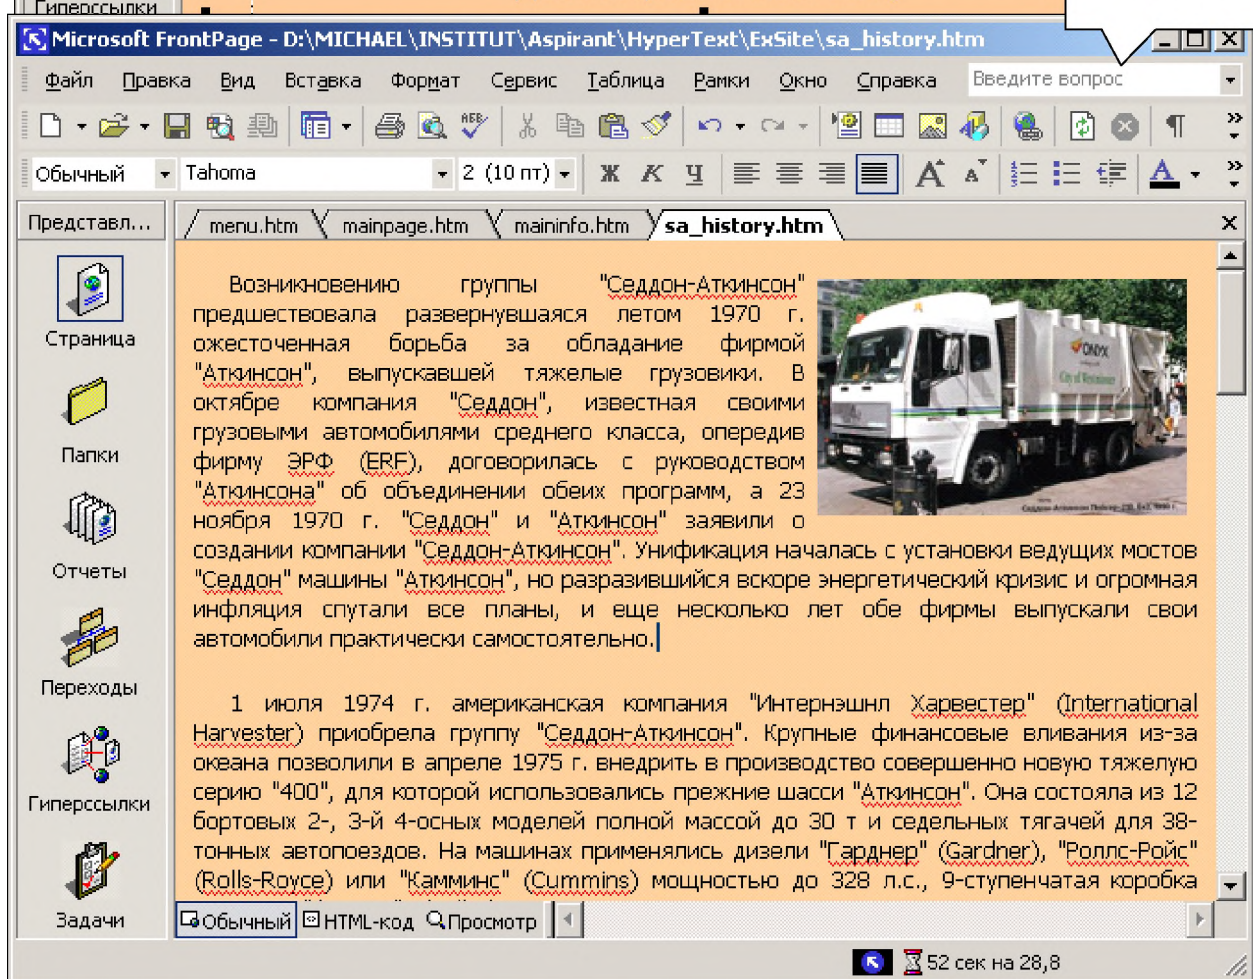 Гиперссылки
Microsoft FrontPage - D:\MICHAEL\INSTITUT\Aspirant\HyperText\ExSite\sa_history.htm
Файл Правка Вид Вставка Формат Сервис Таблица Рамки Окно Справка Введите вопрос
Обычный Tahoma 2 (10 пт) Ж К Ч
Представл... menu.htm mainpage.htm maininfo.htm sa_history.htm
Страница
Папки
Отчеты
Переходы
Гиперссылки
Задачи
Возникновению группы "Седдон-Аткинсон"
предшествовала развернувшаяся летом 1970 г.
ожесточенная борьба за обладание фирмой
"Аткинсон", выпускавшей тяжелые грузовики. В
октябре компания "Седдон", известная своими
грузовыми автомобилями среднего класса, опередив
фирму ЭРФ (ERF), договорилась с руководством
"Аткинсона" об объединении обеих программ, а 23
ноября 1970 г. "Седдон" и "Аткинсон" заявили о
создании компании "Седдон-Аткинсон". Унификация началась с установки ведущих мостов
"Седдон" машины "Аткинсон", но разразившийся вскоре энергетический кризис и огромная
инфляция спутали все планы, и еще несколько лет обе фирмы выпускали свои
автомобили практически самостоятельно.
ONYX
City of Westminster
1 июля 1974 г. американская компания "Интернэшнл Харвестер" (International
Harvester) приобрела группу "Седдон-Аткинсон". Крупные финансовые вливания из-за
океана позволили в апреле 1975 г. внедрить в производство совершенно новую тяжелую
серию "400", для которой использовались прежние шасси "Аткинсон". Она состояла из 12
бортовых 2-, 3-й 4-осных моделей полной массой до 30 т и седельных тягачей для 38-
тонных автопоездов. На машинах применялись дизели "Гарднер" (Gardner), "Роллс-Ройс"
(Rolls-Royce) или "Камминс" (Cummins) мощностью до 328 л.с., 9-ступенчатая коробка
Обычный HTML-код Просмотр
52 сек на 28,8